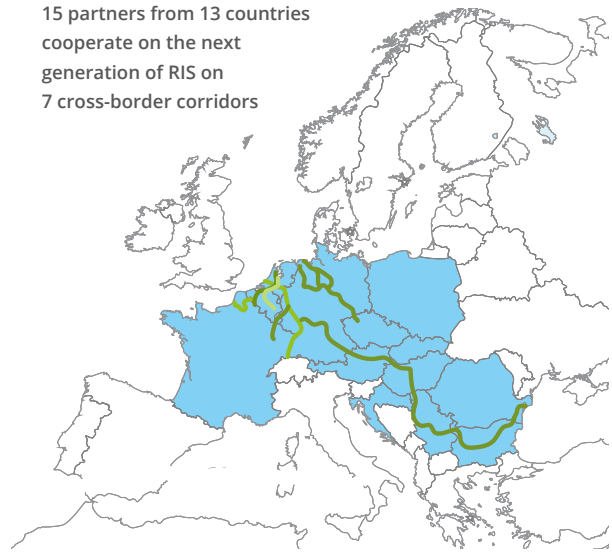 15 partners from 13 countries
cooperate on the next
generation of RIS on
7 cross-border corridors